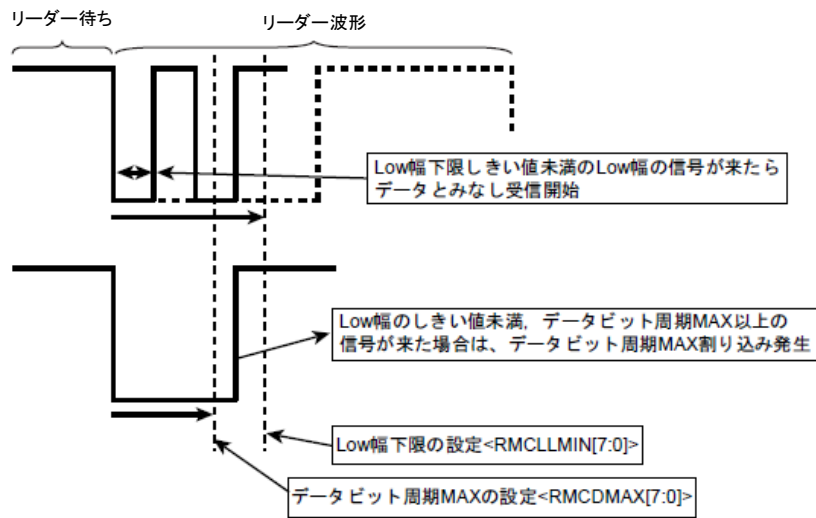 リーダー待ち
リーダー波形
Low幅下限しきい値未満のLow幅の信号が来たら
データとみなし受信開始
Low幅のしきい値未満，データビット周期MAX以上の
信号が来た場合は、データビット周期MAX割り込み発生
Low幅下限の設定<RMCLLMIN[7:0]>
データビット周期MAXの設定<RMCDMAX[7:0]>